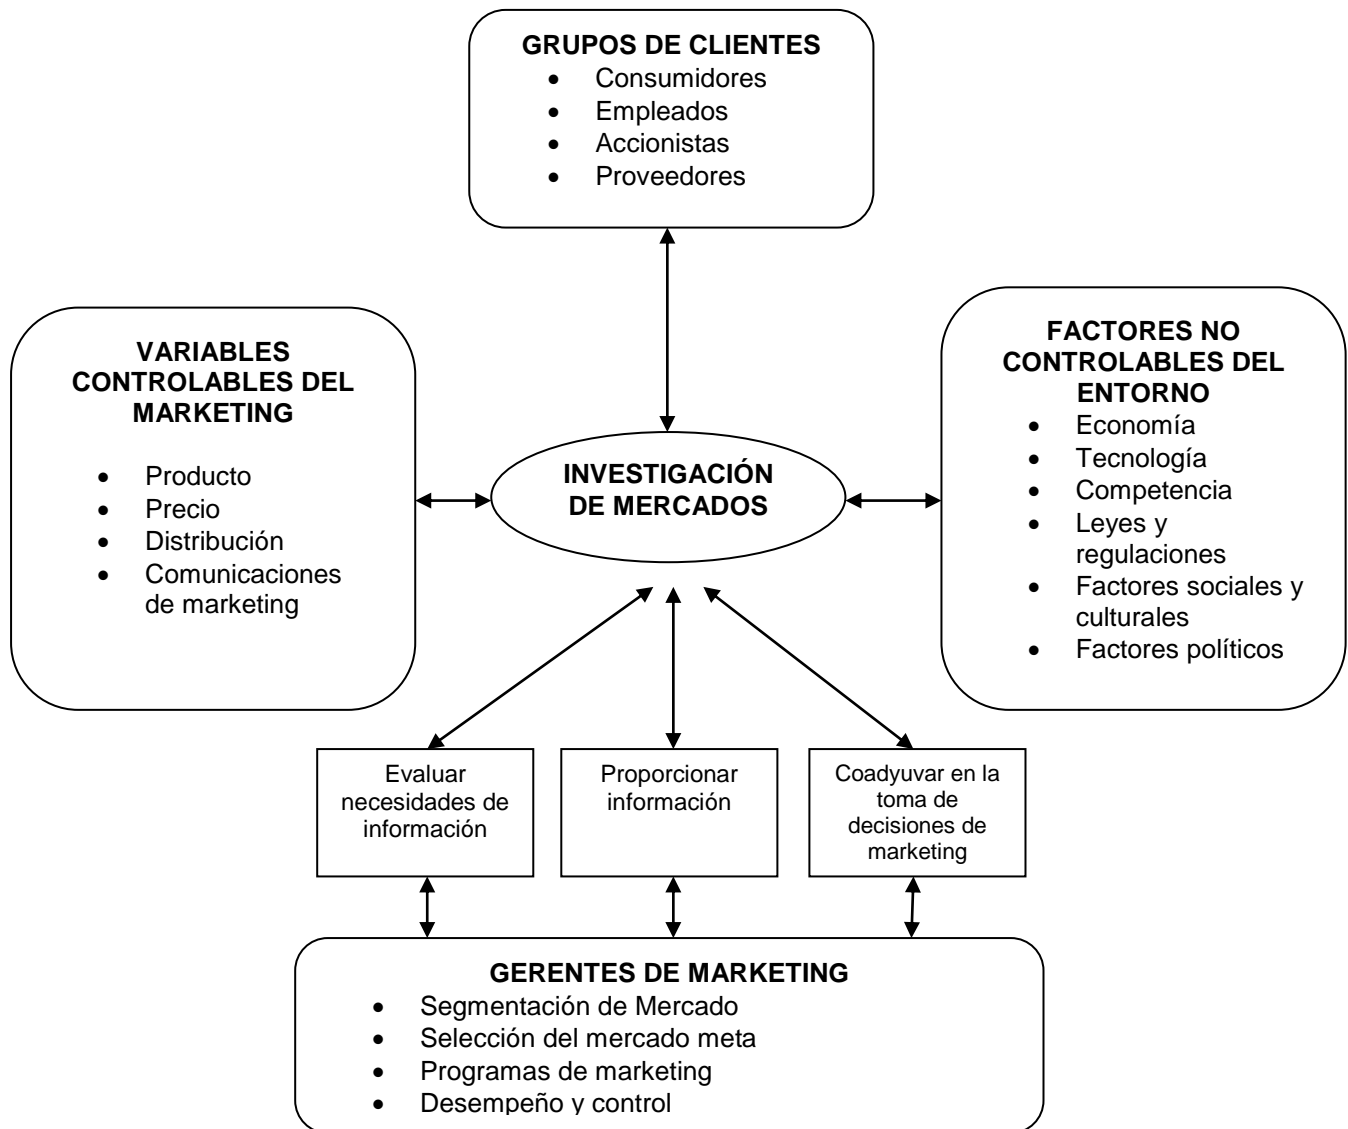 GRUPOS DE CLIENTES
• Consumidores
• Empleados
• Accionistas
• Proveedores
VARIABLES
CONTROLABLES DEL
MARKETING
• Producto
• Precio
• Distribución
• Comunicaciones
de marketing
INVESTIGACIÓN
DE MERCADOS
FACTORES NO
CONTROLABLES DEL
ENTORNO
• Economía
• Tecnología
• Competencia
• Leyes y
regulaciones
• Factores sociales y
culturales
• Factores políticos
Evaluar
necesidades de
información
Proporcionar
información
Coadyuvar en la
toma de
decisiones de
marketing
GERENTES DE MARKETING
• Segmentación de Mercado
• Selección del mercado meta
• Programas de marketing
• Desempeño y control